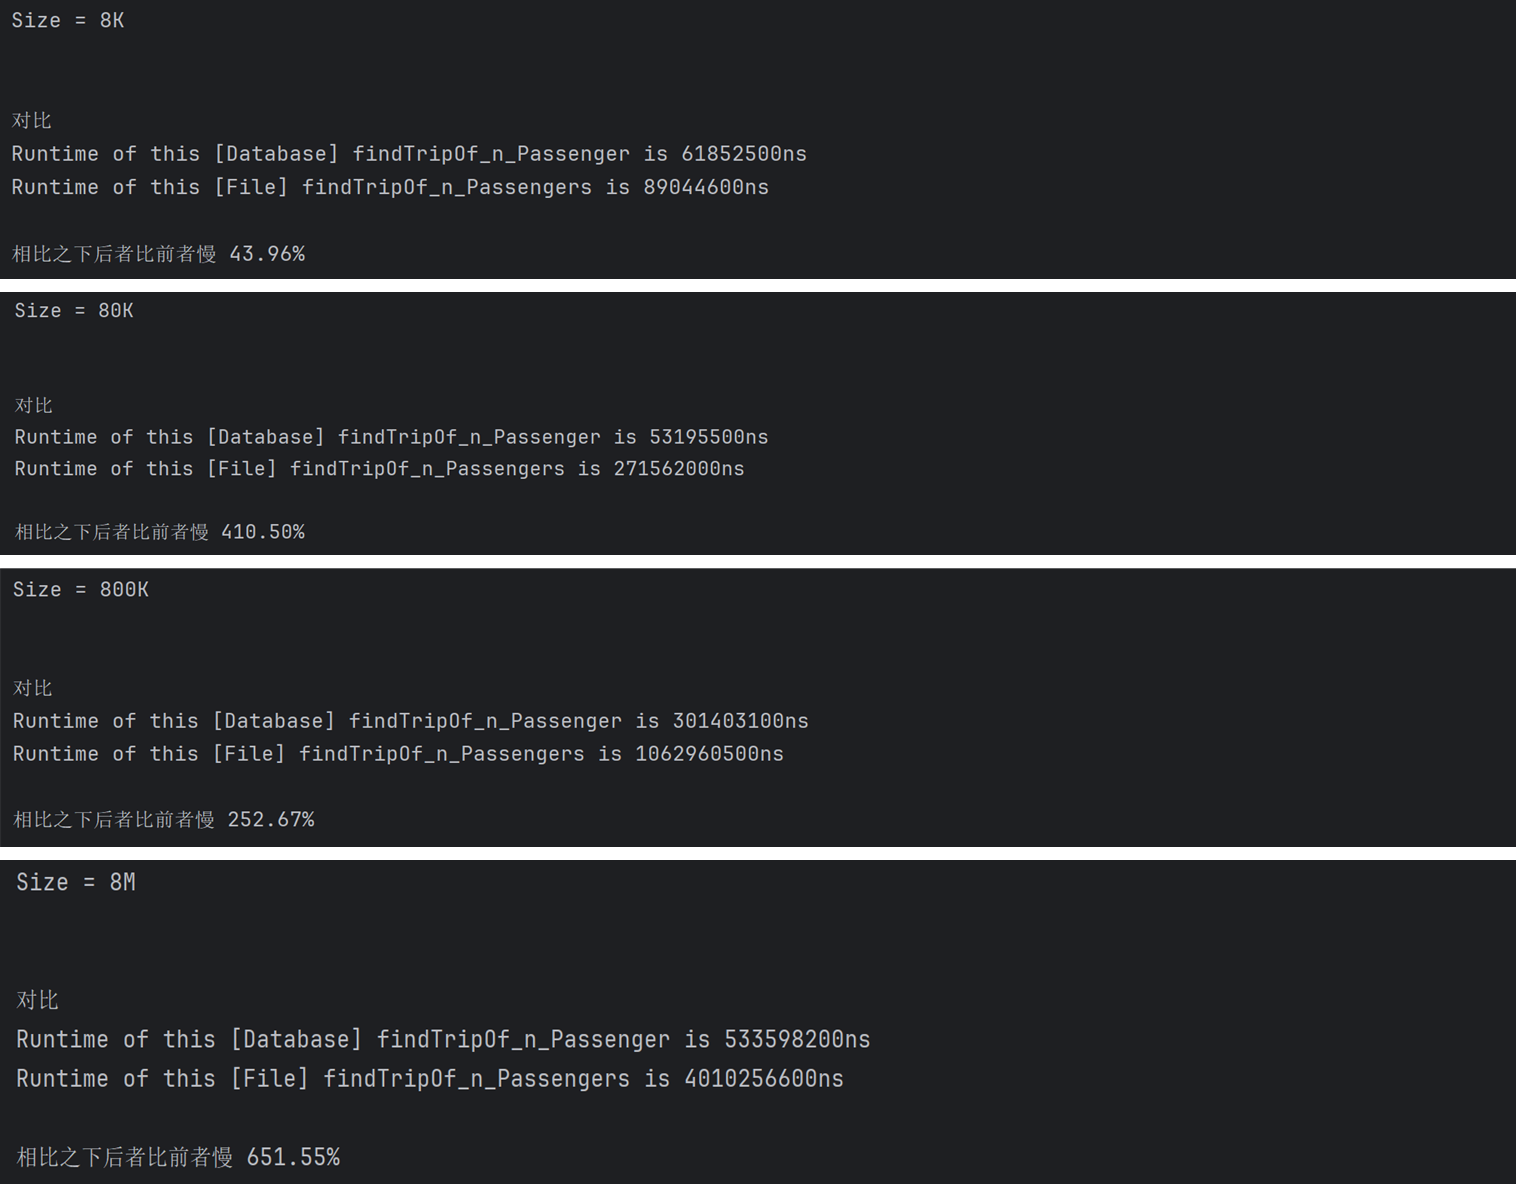 Size = 8K
对比
Runtime of this [Database] findTripOf_n_Passenger is 61852500ns
Runtime of this [File] findTripOf_n_Passengers is 89044600ns
相比之下后者比前者慢 43.96%
Size = 80K
对比
Runtime of this [Database] findTripOf_n_Passenger is 53195500ns
Runtime of this [File] findTripOf_n_Passengers is 271562000ns
相比之下后者比前者慢 410.50%
Size = 800K
对比
Runtime of this [Database] findTripOf_n_Passenger is 301403100ns
Runtime of this [File] findTripOf_n_Passengers is 1062960500ns
相比之下后者比前者慢 252.67%
Size = 8M
对比
Runtime of this [Database] findTripOf_n_Passenger is 533598200ns
Runtime of this [File] findTripOf_n_Passengers is 4010256600ns
相比之下后者比前者慢 651.55%